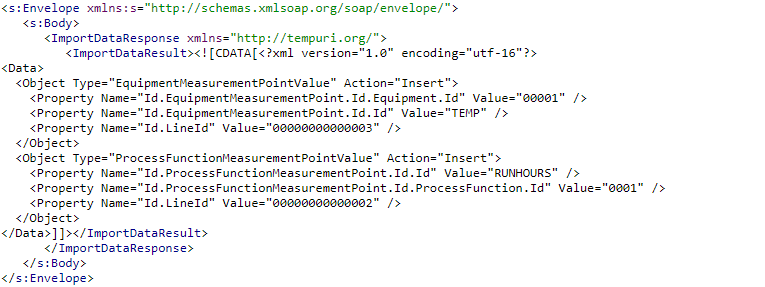 <s:Envelope xmlns:s="http://schemas.xmlsoap.org/soap/envelope/">
   <s:Body>
      <ImportDataResponse xmlns="http://tempuri.org/">
         <ImportDataResult><![CDATA[<?xml version="1.0" encoding="utf-16"?>
<Data>
  <Object Type="EquipmentMeasurementPointValue" Action="Insert">
    <Property Name="Id.EquipmentMeasurementPoint.Id.Equipment.Id" Value="00001" />
    <Property Name="Id.EquipmentMeasurementPoint.Id.Id" Value="TEMP" />
    <Property Name="Id.LineId" Value="00000000000003" />
  </Object>
  <Object Type="ProcessFunctionMeasurementPointValue" Action="Insert">
    <Property Name="Id.ProcessFunctionMeasurementPoint.Id.Id" Value="RUNHOURS" />
    <Property Name="Id.ProcessFunctionMeasurementPoint.Id.ProcessFunction.Id" Value="0001" />
    <Property Name="Id.LineId" Value="00000000000002" />
  </Object>
</Data>]]></ImportDataResult>
      </ImportDataResponse>
   </s:Body>
</s:Envelope>